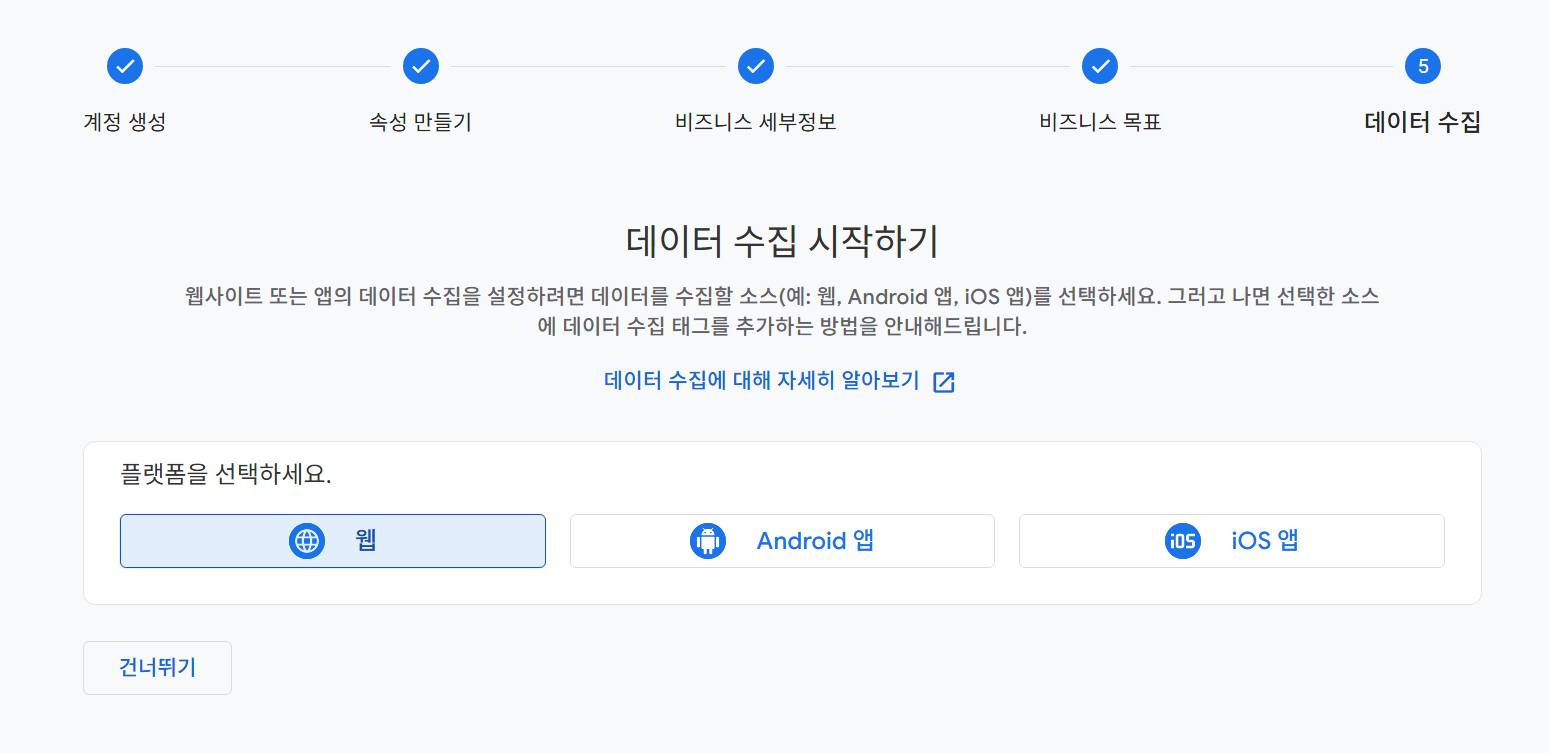 5
계정 생성
속성 만들기
비즈니스 세부정보
비즈니스 목표
데이터 수집
데이터 수집 시작하기
웹사이트 또는 앱의 데이터 수집을 설정하려면 데이터를 수집할 소스(예: 웹, Android 앱, iOS 앱)를 선택하세요. 그러고 나면 선택한 소스
에 데이터 수집 태그를 추가하는 방법을 안내해드립니다.
데이터 수집에 대해 자세히 알아보기
플랫폼을 선택하세요.
웹
Android 앱
iOS iOS 앱
건너뛰기